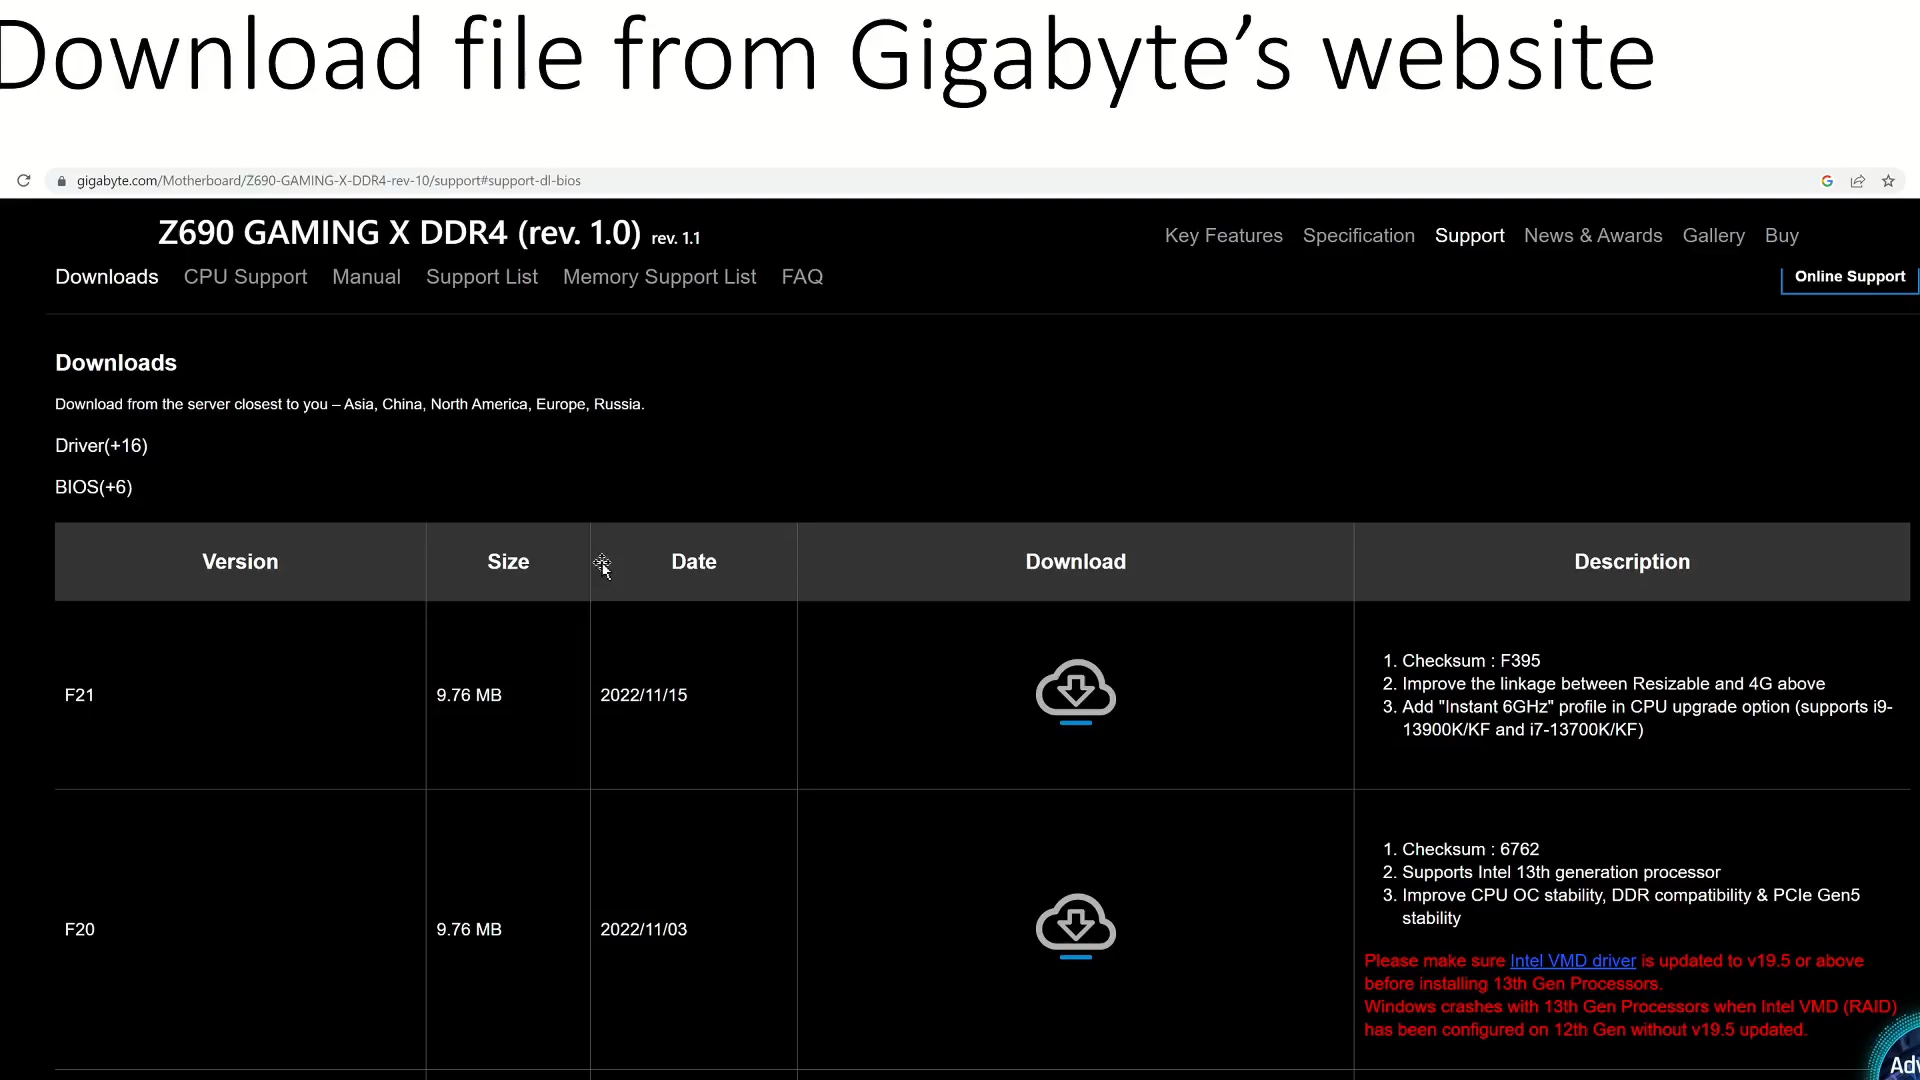 Download file from Gigabyte’s website
gigabyte.com/Motherboard/Z690-GAMING-X-DDR4-rev-10/support#support-dl-bios
Z690 GAMING X DDR4 (rev. 1.0) rev. 1.1
Key Features Specification Support News & Awards Gallery Buy
Downloads CPU Support Manual Support List Memory Support List FAQ
Online Support
Downloads
Download from the server closest to you – Asia, China, North America, Europe, Russia.
Driver(+16)
BIOS(+6)
Version Size Date Download Description
F21 9.76 MB 2022/11/15
1. Checksum : F395
2. Improve the linkage between Resizable and 4G above
3. Add "Instant 6GHz" profile in CPU upgrade option (supports i9-
13900K/KF and i7-13700K/KF)
F20 9.76 MB 2022/11/03
1. Checksum : 6762
2. Supports Intel 13th generation processor
3. Improve CPU OC stability, DDR compatibility & PCIe Gen5
stability
Please make sure Intel VMD driver is updated to v19.5 or above
before installing 13th Gen Processors.
Windows crashes with 13th Gen Processors when Intel VMD (RAID)
has been configured on 12th Gen without v19.5 updated.